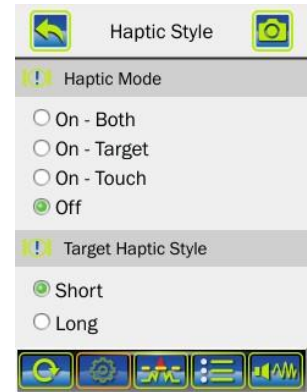 Haptic Style
Haptic Mode
On - Both
On - Target
On - Touch
Off
Target Haptic Style
Short
Long